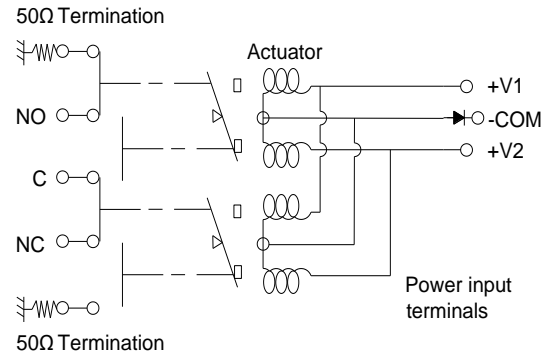 50Ω Termination
Actuator
+V1
NO
-COM
+V2
C
NC
Power input
terminals
50Ω Termination